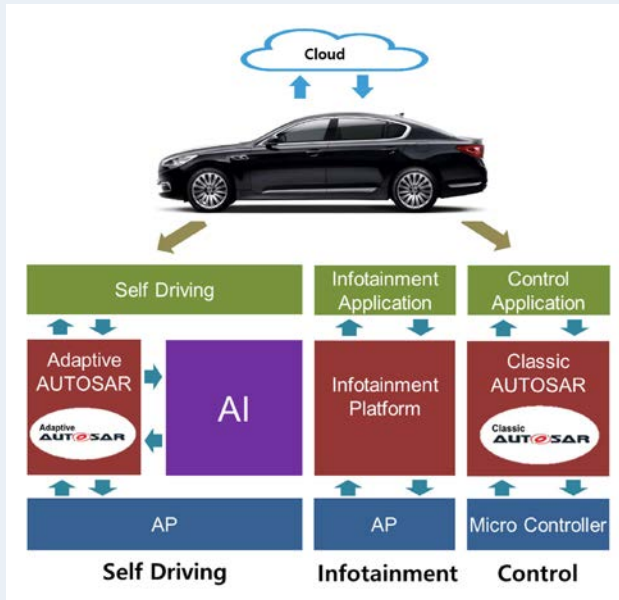 Cloud
Self Driving
Infotainment
Application
Control
Application
Adaptive
AUTOSAR
Adaptive
AUTOSAR
AI
Infotainment
Platform
Classic
AUTOSAR
Classic
AUTOSAR
AP
AP
Micro Controller
Self Driving
Infotainment
Control